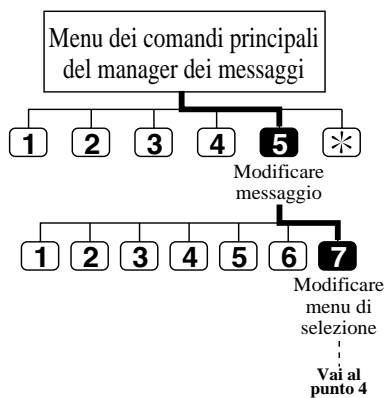 Menu dei comandi principali
del manager dei messaggi
1 2 3 4 5 *
Modificare
messaggio
1 2 3 4 5 6 7
Modificare
menu di
selezione
Vai al
punto 4